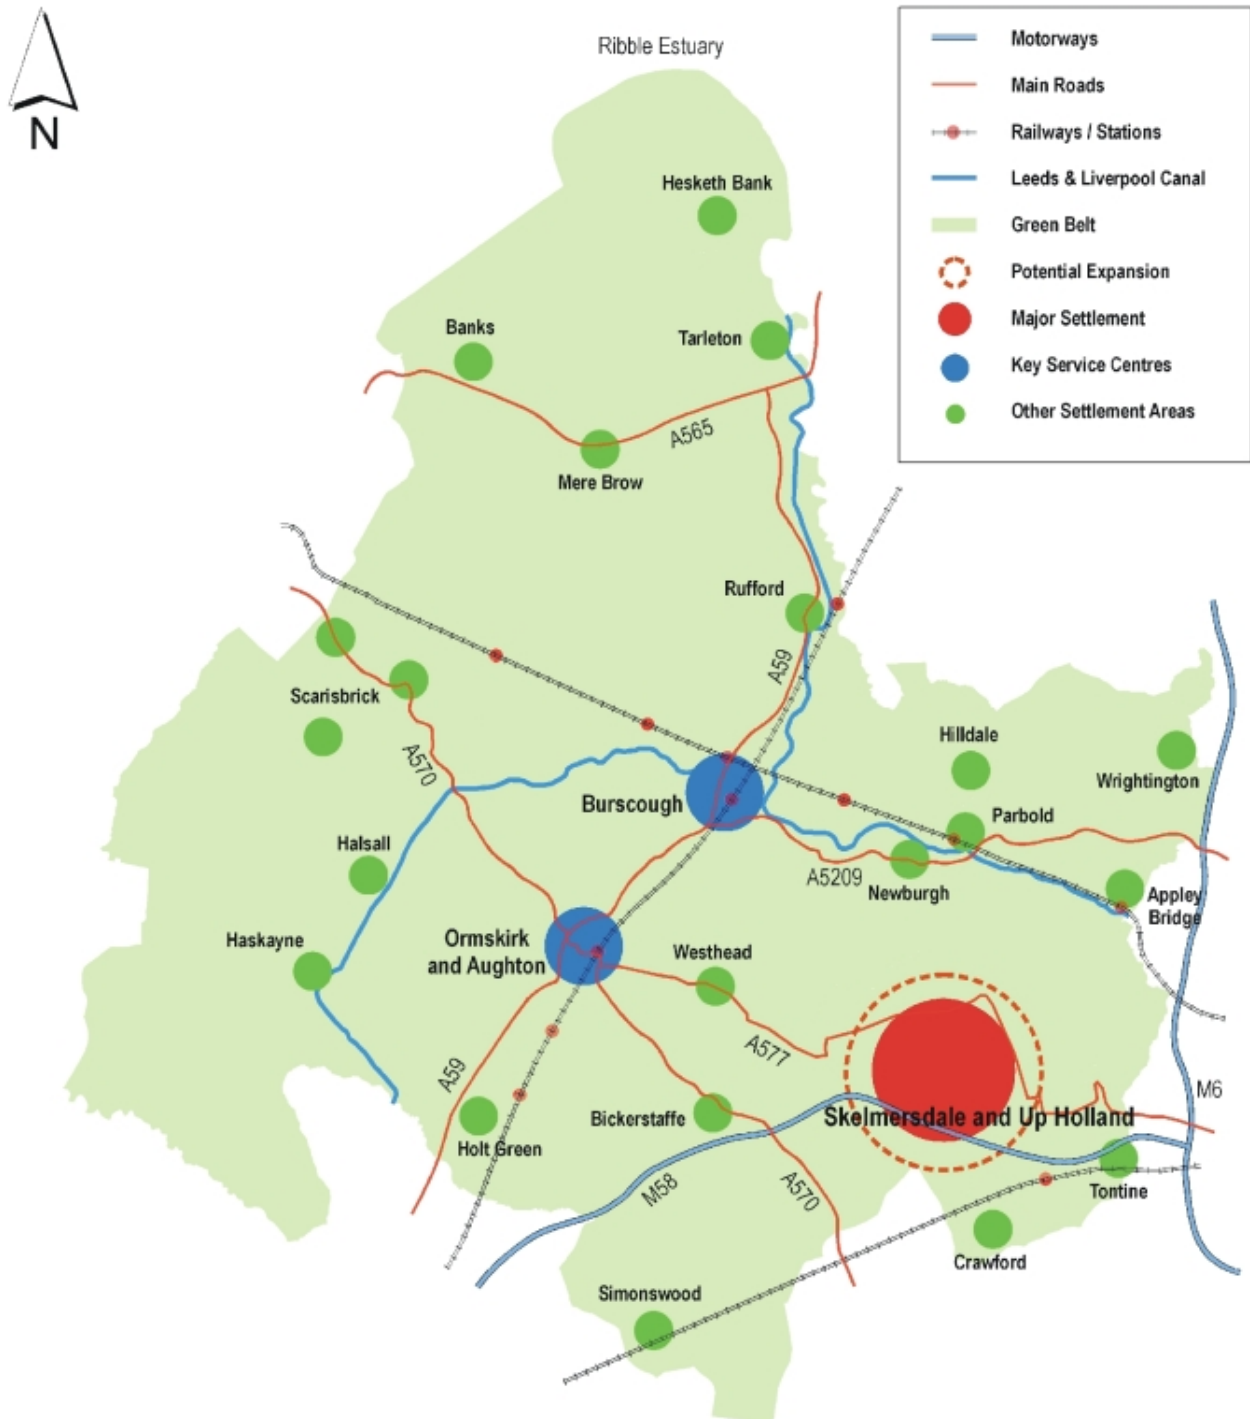 Ribble Estuary
N
Motorways
Main Roads
Railways / Stations
Leeds & Liverpool Canal
Green Belt
Potential Expansion
Major Settlement
Key Service Centres
Other Settlement Areas
Hesketh Bank
Banks
Tarleton
A565
Mere Brow
Rufford
A59
Scarisbrick
A570
Hilldale
Wrightington
Burscough
Parbold
Halsall
A5209
Newburgh
Appley
Bridge
Haskayne
Ormskirk
and Aughton
Westhead
A577
A59
M6
Bickerstaffe
Skelmersdale and Up Holland
Holt Green
M58
A570
Tontine
Crawford
Simonswood